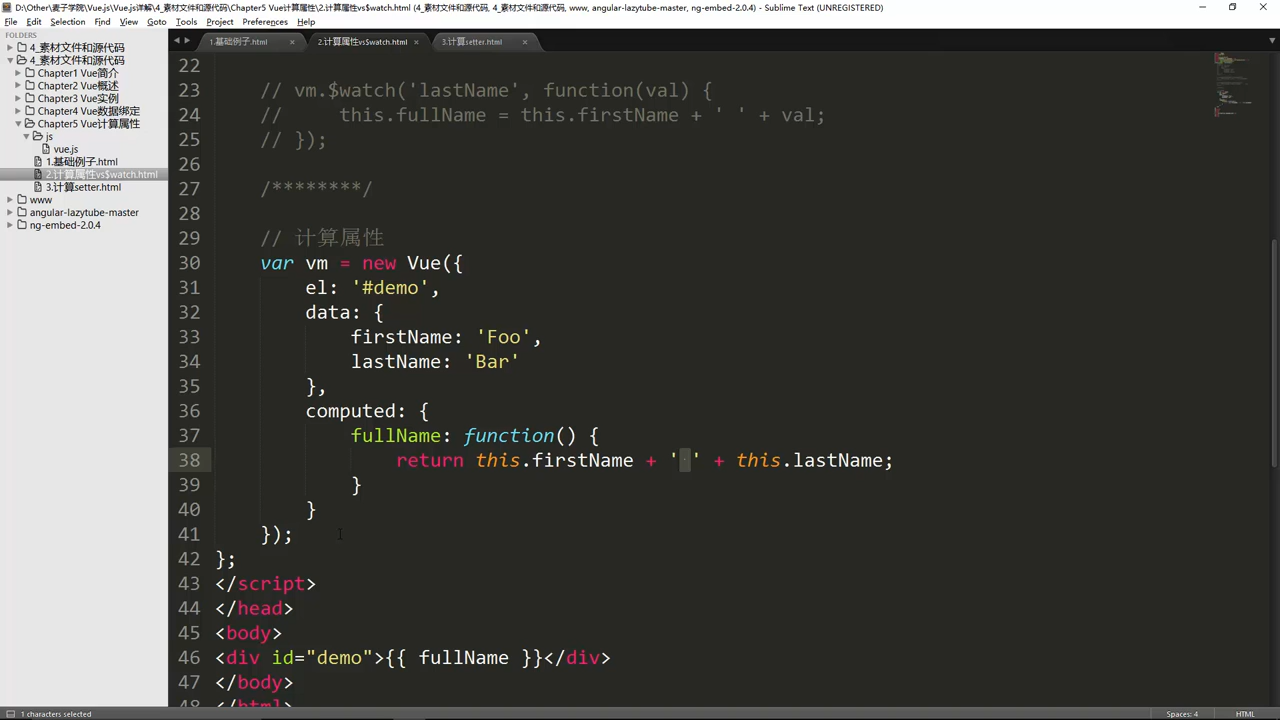 D:\Other\麦子学院\Vue.js\Vue.js详解\4_素材文件和源代码\Chapter5 Vue计算属性\2.计算属性vs$watch.html (4_素材文件和源代码, 4_素材文件和源代码, www, angular-lazytube-master, ng-embed-2.0.4) - Sublime Text (UNREGISTERED)
File Edit Selection Find View Goto Tools Project Preferences Help
FOLDERS
4_素材文件和源代码
4_素材文件和源代码
Chapter1 Vue简介
Chapter2 Vue概述
Chapter3 Vue实例
Chapter4 Vue数据绑定
Chapter5 Vue计算属性
js
vue.js
1.基础例子.html
2.计算属性vs$watch.html
3.计算setter.html
www
angular-lazytube-master
ng-embed-2.0.4
1.基础例子.html × 2.计算属性vs$watch.html × 3.计算setter.html ×
22
23 // vm.$watch('lastName', function(val) {
24 //     this.fullName = this.firstName + ' ' + val;
25 // });
26
27 /********/
28
29 // 计算属性
30 var vm = new Vue({
31 el: '#demo',
32 data: {
33 firstName: 'Foo',
34 lastName: 'Bar'
35 },
36 computed: {
37 fullName: function() {
38 return this.firstName + ' ' + this.lastName;
39 }
40 }
41 });
42 };
43 </script>
44 </head>
45 <body>
46 <div id="demo">{{ fullName }}</div>
47 </body>
48 </html>
1 characters selected Spaces: 4 HTML